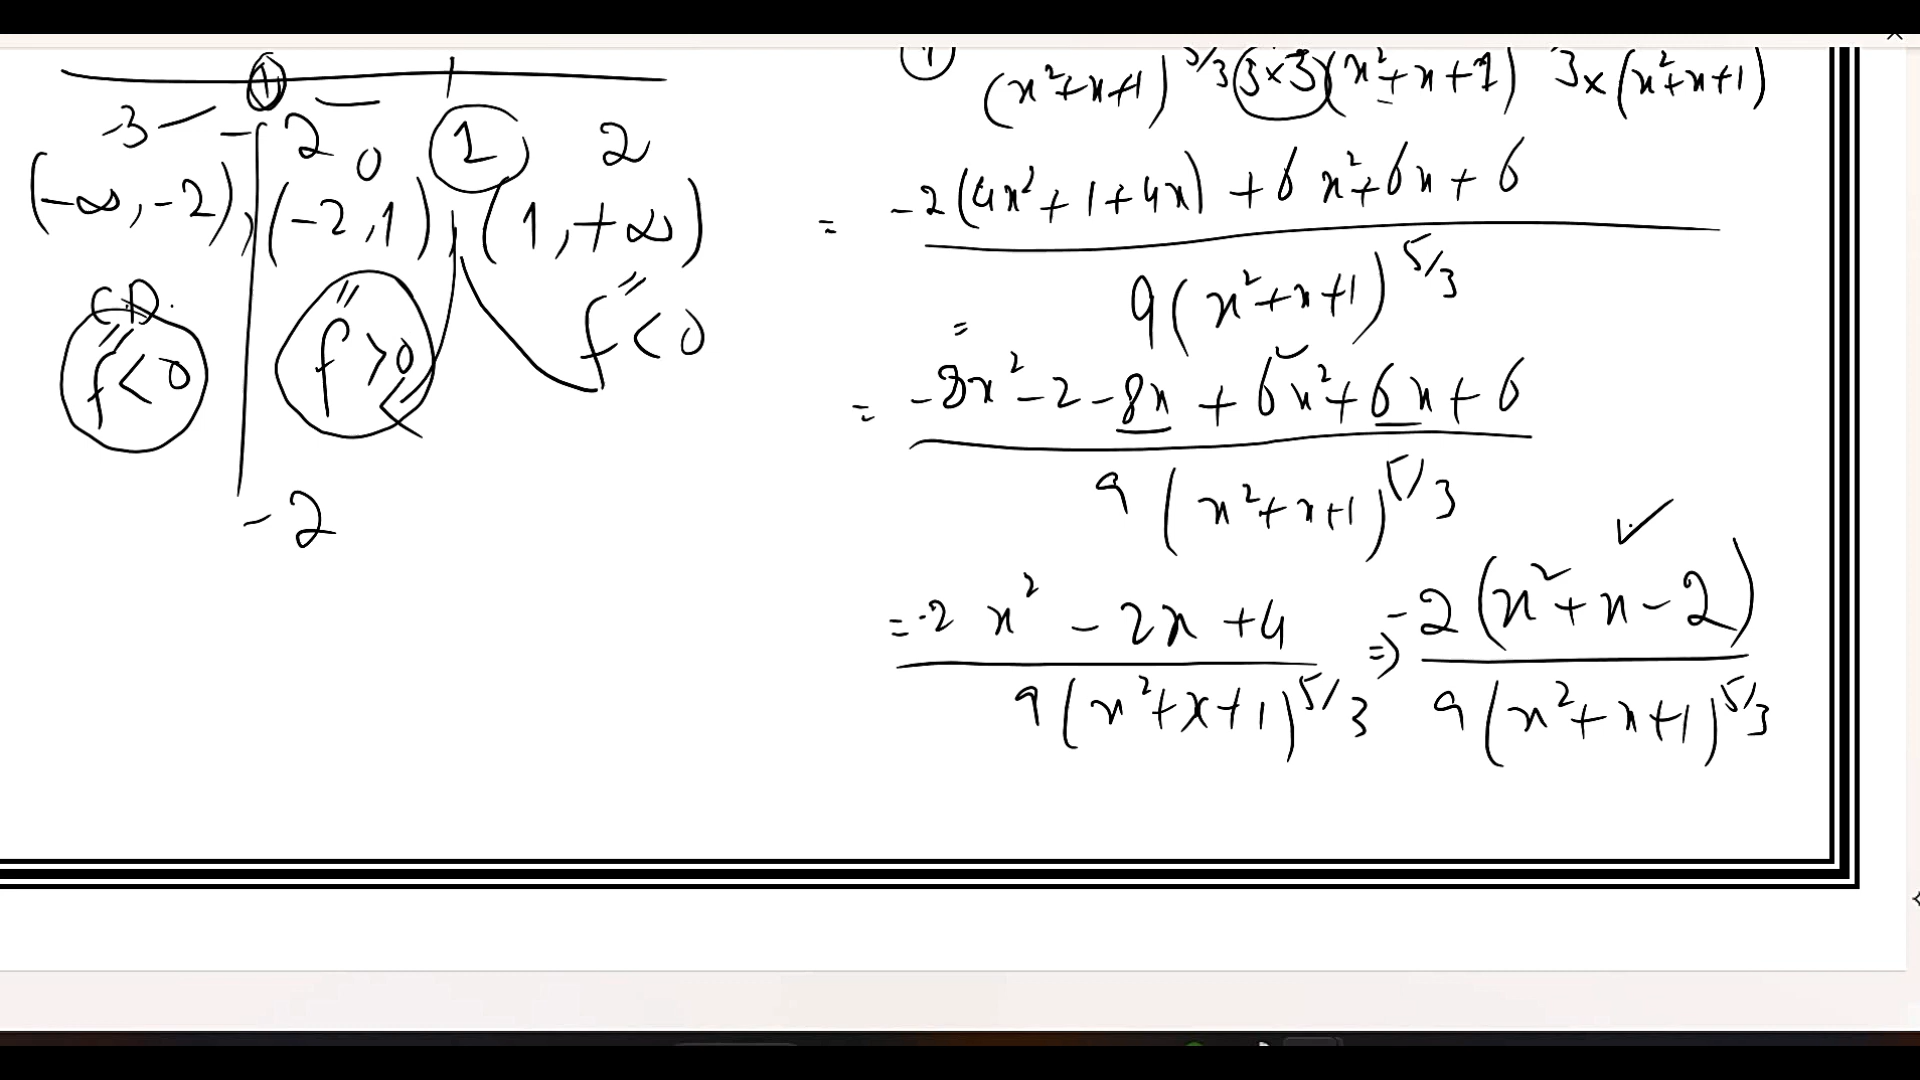 -3 -2 0 1 2
(-∞,-2), (-2,1), (1,+∞)
C.D.
f''<0 f''>0 f''<0
-2
① (x²+x+1)^5/3 (3×3)(x²+x+1) 3×(x²+x+1)
= -2(4x²+1+4x)+6x²+6x+6
9(x²+x+1)^5/3
=
= -8x²-2-8x+6x²+6x+6
9(x²+x+1)^5/3
= -2x²-2x+4 => -2(x²+x-2)
9(x²+x+1)^5/3 9(x²+x+1)^5/3